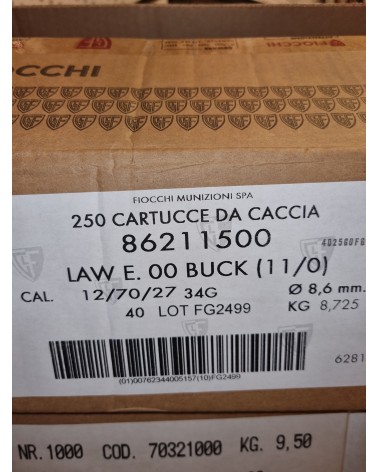 FIOCCHI
OCCHI
FIOCCHI MUNIZIONI SPA
250 CARTUCCE DA CACCIA
86211500
4D25GOFG
LAW E. 00 BUCK (11/0)
CAL. 12/70/27 34G Ø 8,6 mm.
40 LOT FG2499 KG 8,725
6281
(01)00762344005157(10)FG2499
NR.1000 COD. 70321000 KG. 9,50